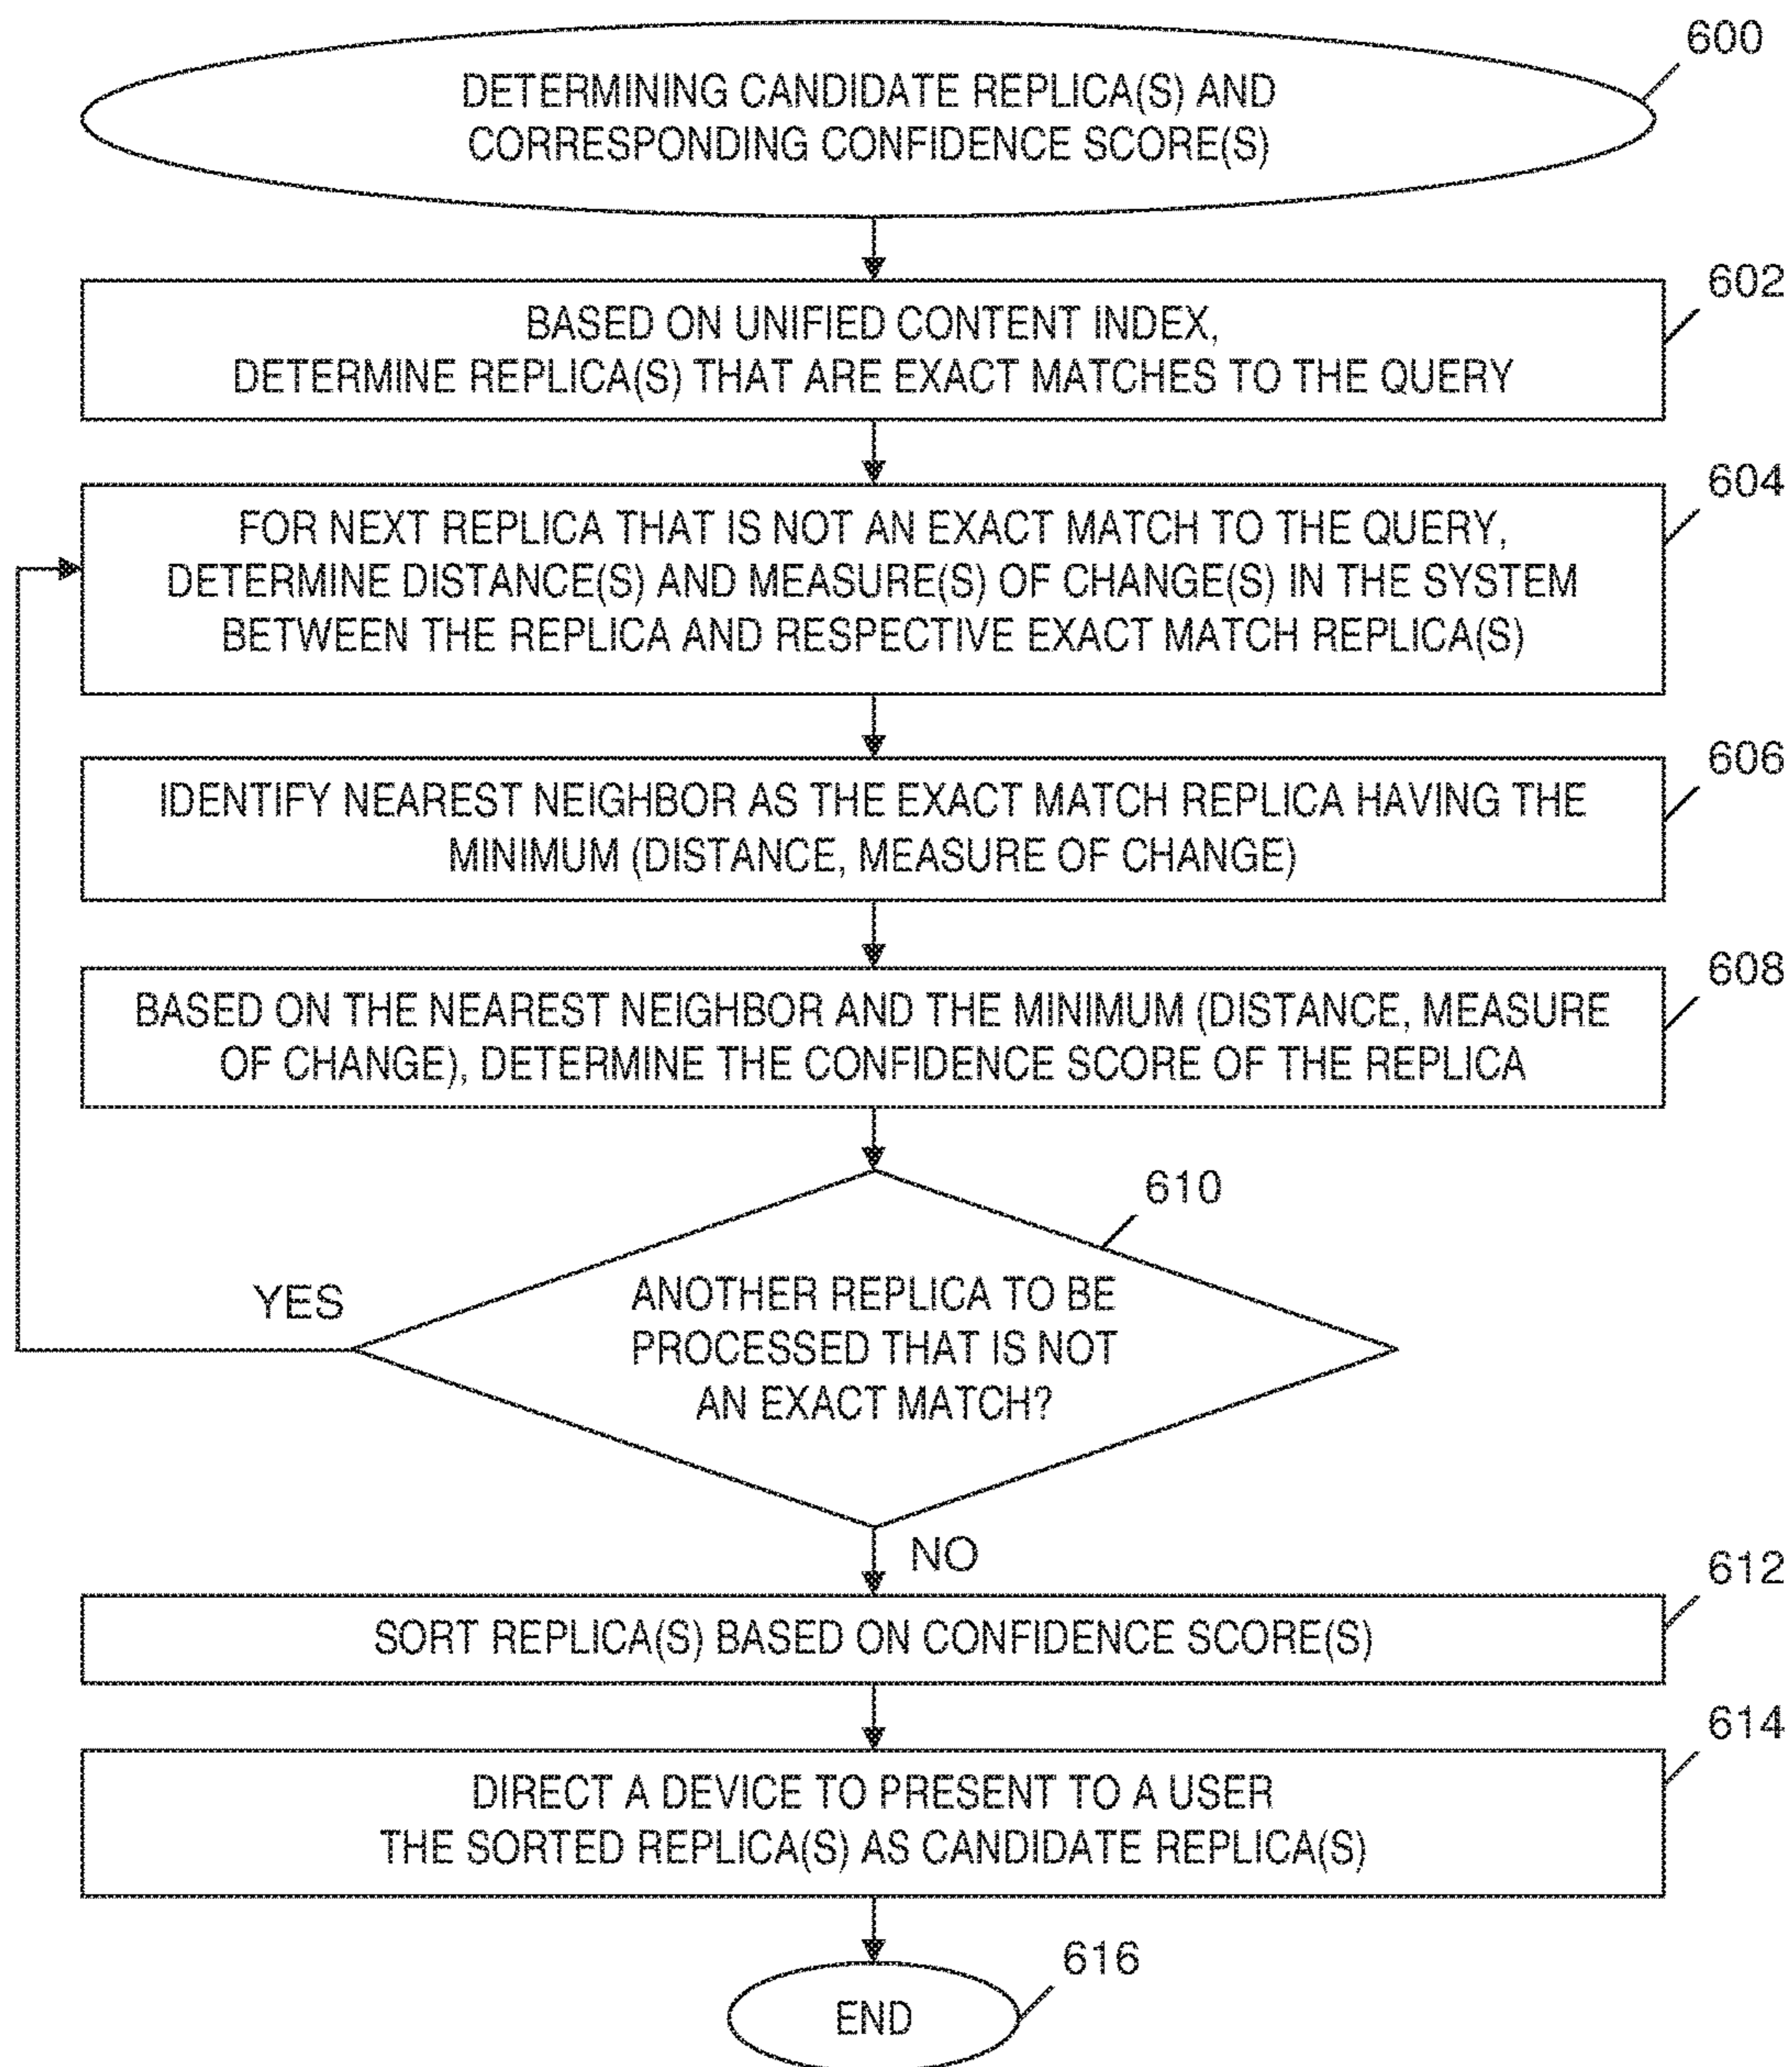 600
DETERMINING CANDIDATE REPLICA(S) AND
CORRESPONDING CONFIDENCE SCORE(S)
602
BASED ON UNIFIED CONTENT INDEX,
DETERMINE REPLICA(S) THAT ARE EXACT MATCHES TO THE QUERY
604
FOR NEXT REPLICA THAT IS NOT AN EXACT MATCH TO THE QUERY,
DETERMINE DISTANCE(S) AND MEASURE(S) OF CHANGE(S) IN THE SYSTEM
BETWEEN THE REPLICA AND RESPECTIVE EXACT MATCH REPLICA(S)
606
IDENTIFY NEAREST NEIGHBOR AS THE EXACT MATCH REPLICA HAVING THE
MINIMUM (DISTANCE, MEASURE OF CHANGE)
608
BASED ON THE NEAREST NEIGHBOR AND THE MINIMUM (DISTANCE, MEASURE
OF CHANGE), DETERMINE THE CONFIDENCE SCORE OF THE REPLICA
610
ANOTHER REPLICA TO BE
PROCESSED THAT IS NOT
AN EXACT MATCH?
YES
NO
612
SORT REPLICA(S) BASED ON CONFIDENCE SCORE(S)
614
DIRECT A DEVICE TO PRESENT TO A USER
THE SORTED REPLICA(S) AS CANDIDATE REPLICA(S)
616
END